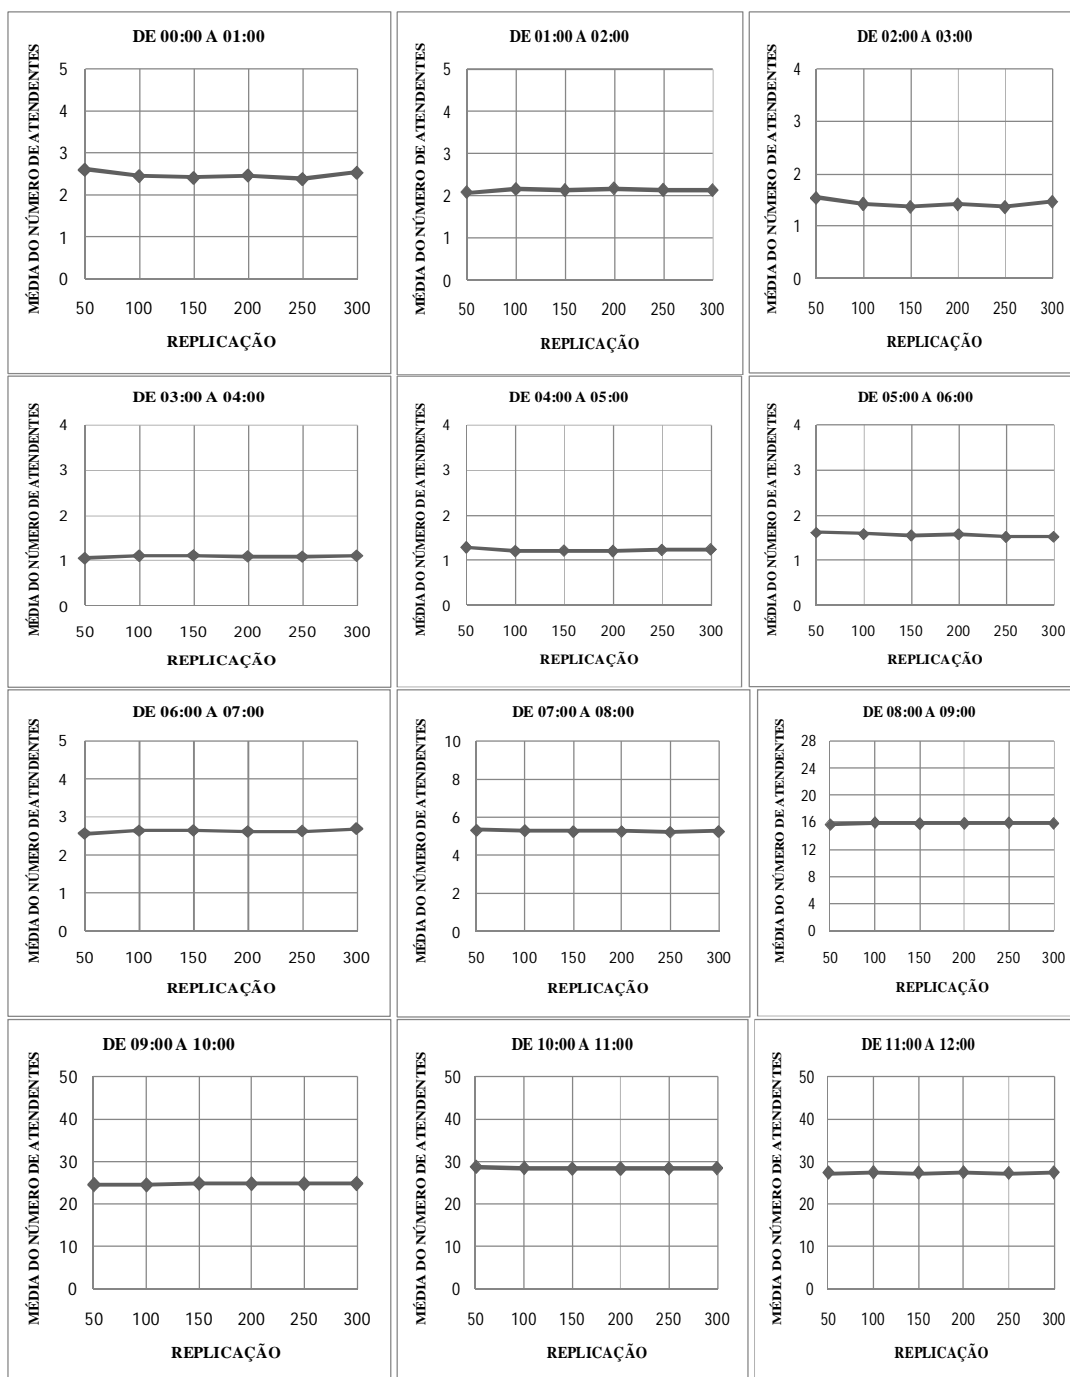 DE 00:00 A 01:00
MÉDIA DO NÚMERO DE ATENDENTES
5
4
3
2
1
0
50 100 150 200 250 300
REPLICAÇÃO
DE 01:00 A 02:00
MÉDIA DO NÚMERO DE ATENDENTES
5
4
3
2
1
0
50 100 150 200 250 300
REPLICAÇÃO
DE 02:00 A 03:00
MÉDIA DO NÚMERO DE ATENDENTES
4
3
2
1
0
50 100 150 200 250 300
REPLICAÇÃO
DE 03:00 A 04:00
MÉDIA DO NÚMERO DE ATENDENTES
4
3
2
1
0
50 100 150 200 250 300
REPLICAÇÃO
DE 04:00 A 05:00
MÉDIA DO NÚMERO DE ATENDENTES
4
3
2
1
0
50 100 150 200 250 300
REPLICAÇÃO
DE 05:00 A 06:00
MÉDIA DO NÚMERO DE ATENDENTES
4
3
2
1
0
50 100 150 200 250 300
REPLICAÇÃO
DE 06:00 A 07:00
MÉDIA DO NÚMERO DE ATENDENTES
5
4
3
2
1
0
50 100 150 200 250 300
REPLICAÇÃO
DE 07:00 A 08:00
MÉDIA DO NÚMERO DE ATENDENTES
10
8
6
4
2
0
50 100 150 200 250 300
REPLICAÇÃO
DE 08:00 A 09:00
MÉDIA DO NÚMERO DE ATENDENTES
28
24
20
16
12
8
4
0
50 100 150 200 250 300
REPLICAÇÃO
DE 09:00 A 10:00
MÉDIA DO NÚMERO DE ATENDENTES
50
40
30
20
10
0
50 100 150 200 250 300
REPLICAÇÃO
DE 10:00 A 11:00
MÉDIA DO NÚMERO DE ATENDENTES
50
40
30
20
10
0
50 100 150 200 250 300
REPLICAÇÃO
DE 11:00 A 12:00
MÉDIA DO NÚMERO DE ATENDENTES
50
40
30
20
10
0
50 100 150 200 250 300
REPLICAÇÃO